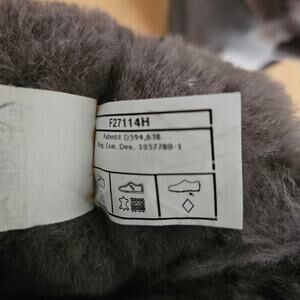 F27114H
Patent# D594,638
Reg. Com. Des. 1057780-1